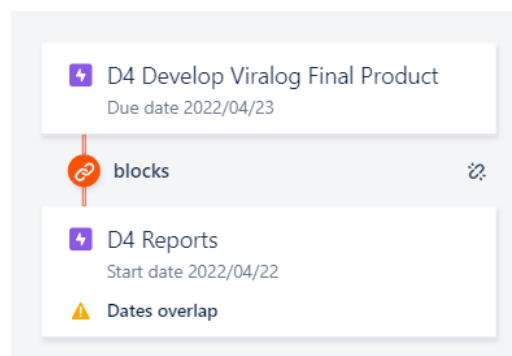 D4 Develop Viralog Final Product
Due date 2022/04/23
blocks
D4 Reports
Start date 2022/04/22
Dates overlap